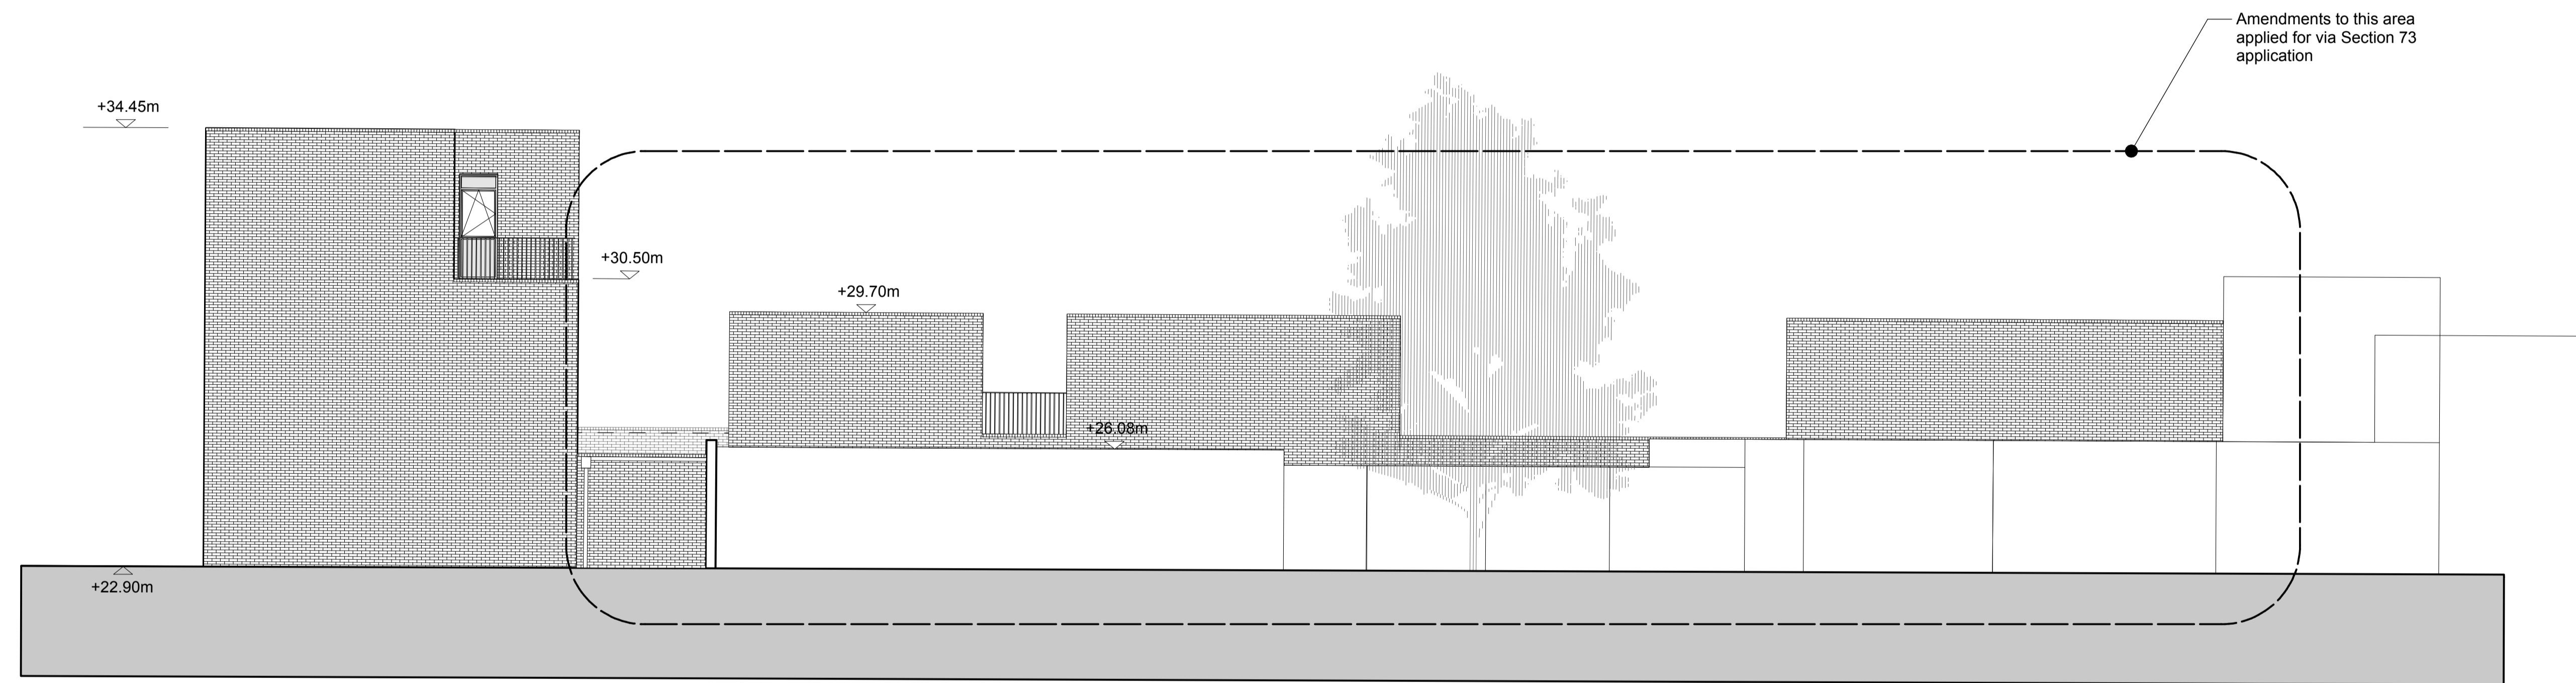 Amendments to this area
applied for via Section 73
application
+34.45m
+30.50m
+29.70m
+26.08m
+22.90m